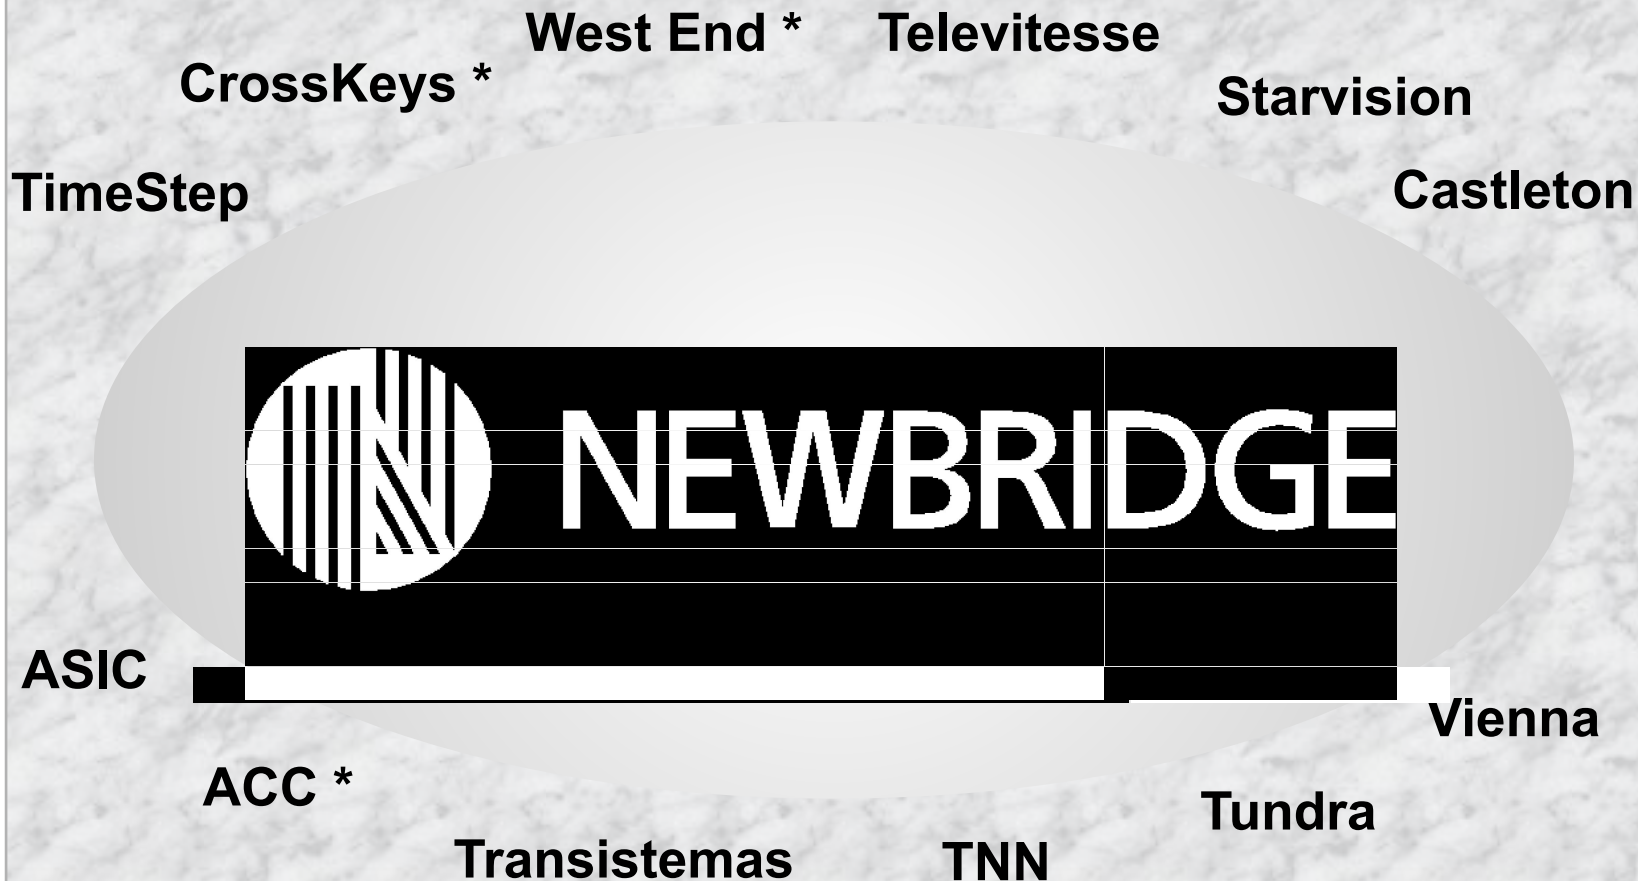 West End * Televitesse
CrossKeys *
Starvision
TimeStep
Castleton
NEWBRIDGE
ASIC
Vienna
ACC *
Tundra
Transistemas
TNN